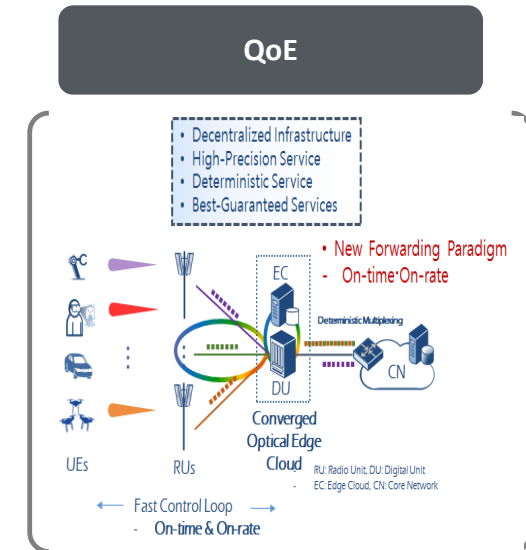 QoE
• Decentralized Infrastructure
• High-Precision Service
• Deterministic Service
• Best-Guaranteed Services
• New Forwarding Paradigm
- On-time·On-rate
EC
Deterministic Multiplexing
CN
DU
Converged
Optical Edge
Cloud
UEs
RUs
- RU: Radio Unit, DU: Digital Unit
- EC: Edge Cloud, CN: Core Network
Fast Control Loop
- On-time & On-rate